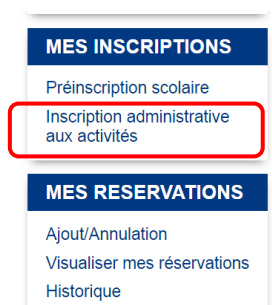 MES INSCRIPTIONS
Préinscription scolaire
Inscription administrative
aux activités
MES RESERVATIONS
Ajout/Annulation
Visualiser mes réservations
Historique